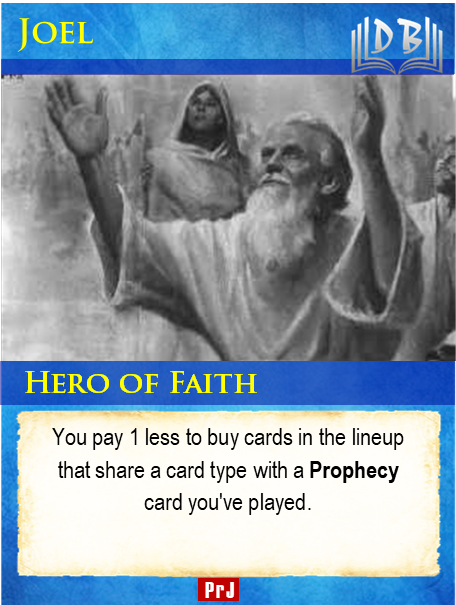 Joel
DB
Hero of Faith
You pay 1 less to buy cards in the lineup
that share a card type with a Prophecy
card you've played.
PrJ